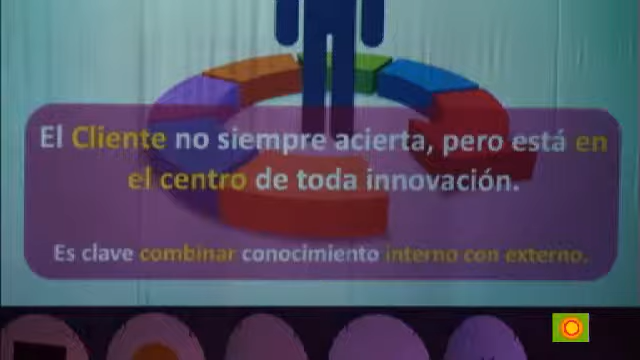 El Cliente no siempre acierta, pero está en
el centro de toda innovación.
Es clave combinar conocimiento interno con externo.